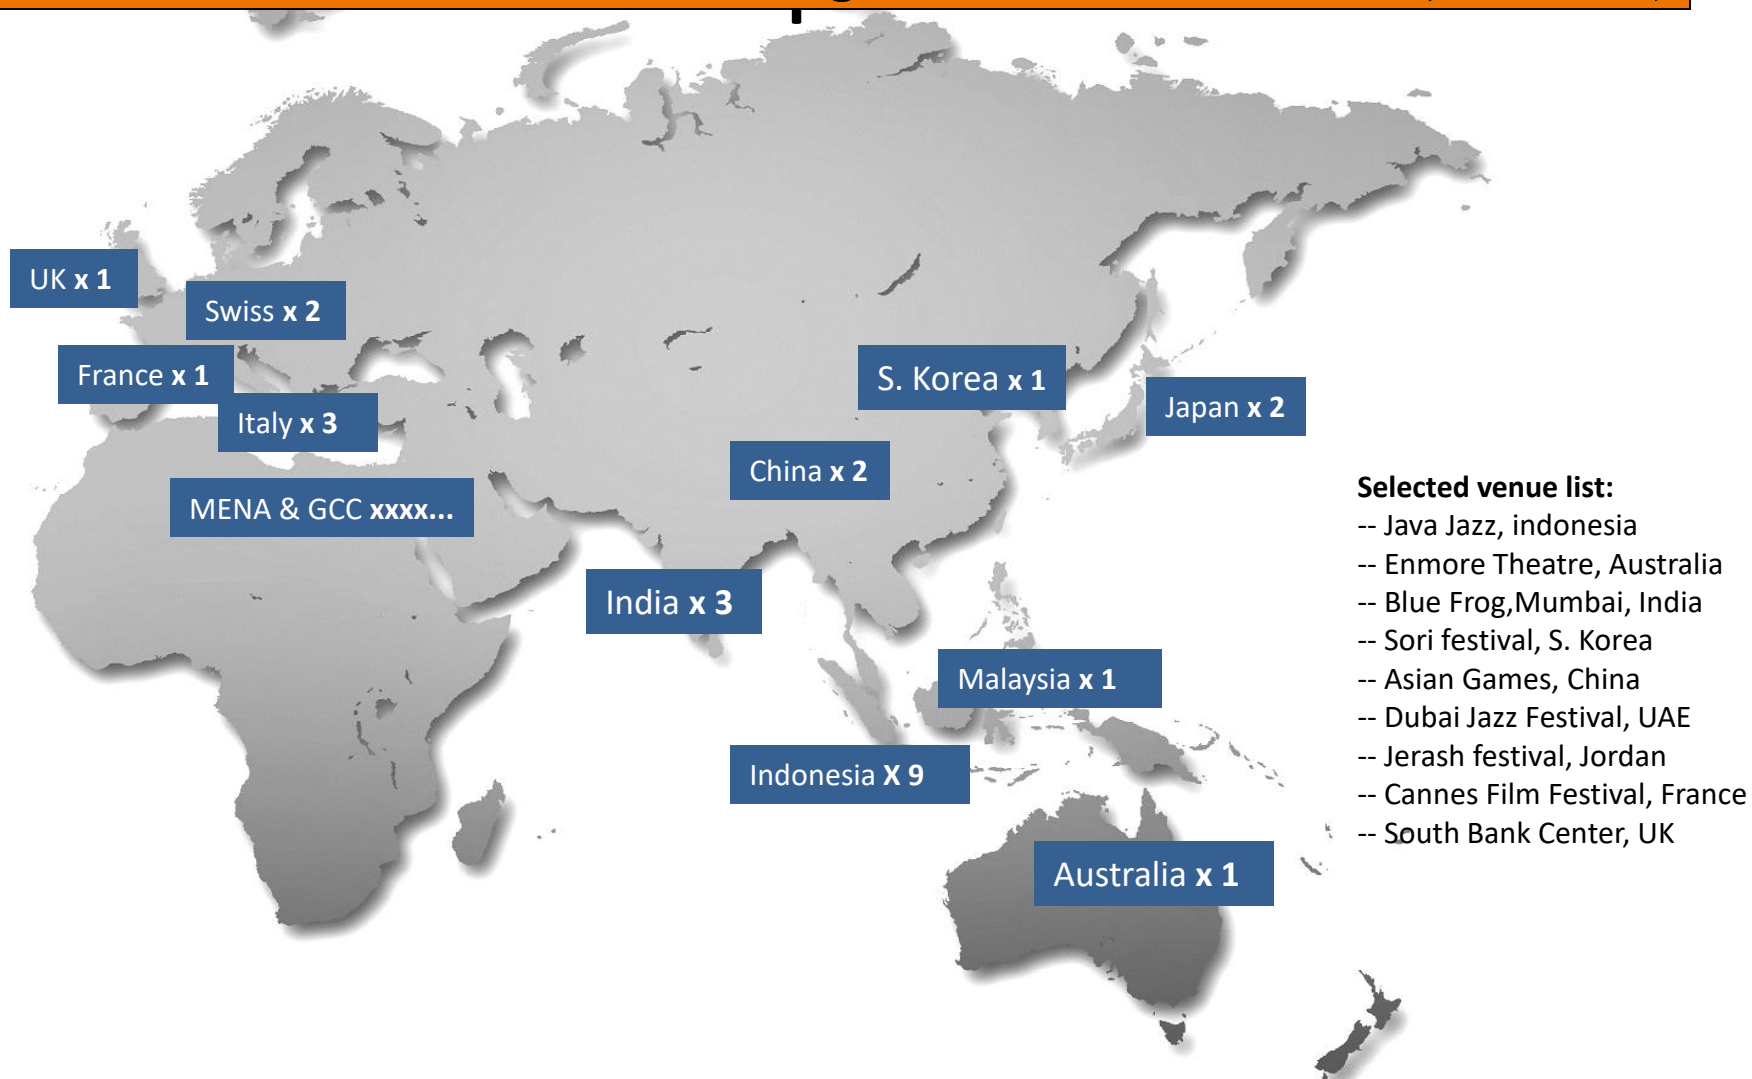 UK x 1
Swiss x 2
France x 1
Italy x 3
MENA & GCC xxxx...
S. Korea x 1
Japan x 2
China x 2
India x 3
Malaysia x 1
Indonesia X 9
Australia x 1
Selected venue list:
-- Java Jazz, indonesia
-- Enmore Theatre, Australia
-- Blue Frog,Mumbai, India
-- Sori festival, S. Korea
-- Asian Games, China
-- Dubai Jazz Festival, UAE
-- Jerash festival, Jordan
-- Cannes Film Festival, France
-- South Bank Center, UK